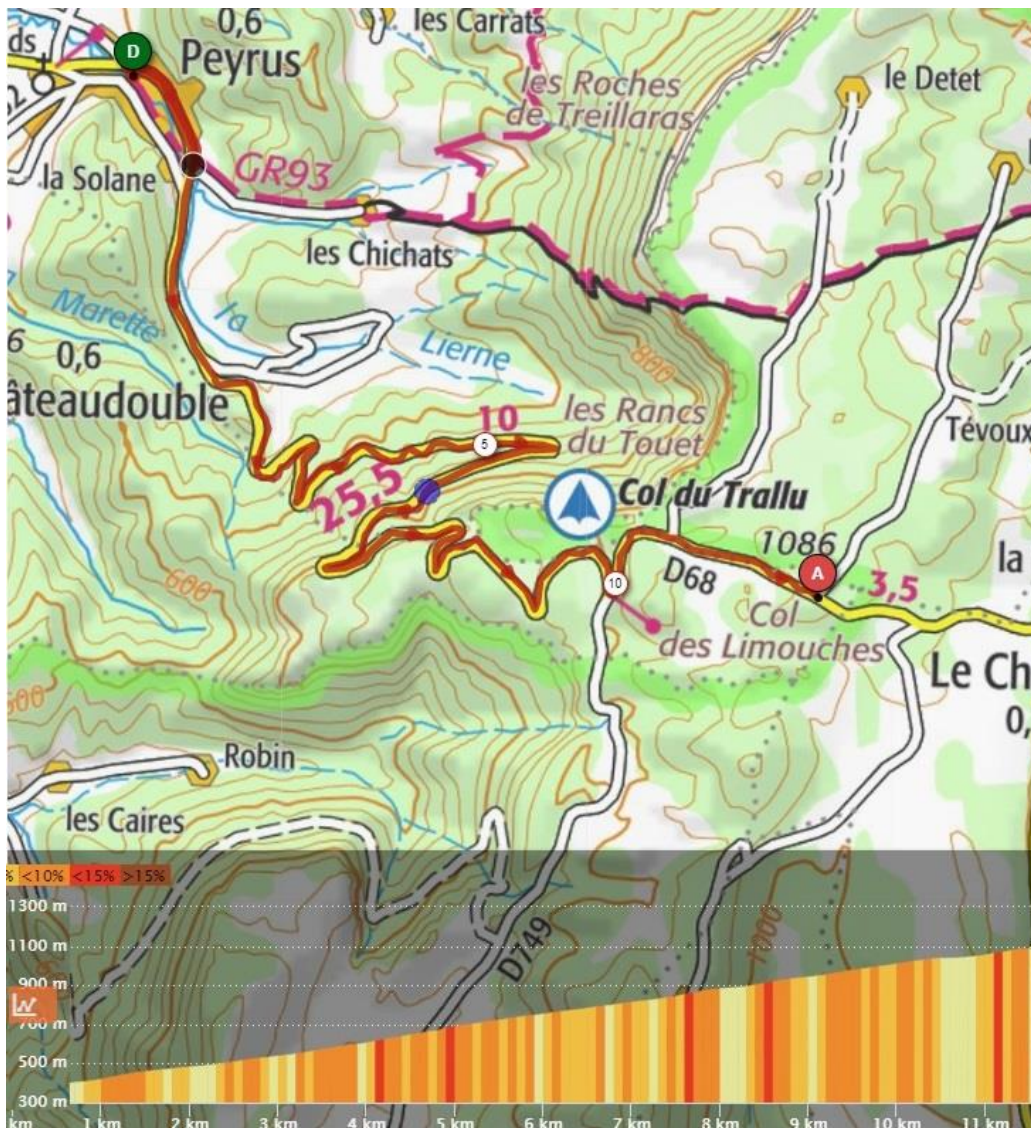 les Carrats
0,6
ds
D
Peyrus
le Detet
les Roches
de Treillaras
la Solane
GR93
les Chichats
Marette
la
Lierne
6 0,6
800
âteaudouble
10
les Rancs
du Touet
5
Tévoux
25,5
Col du Trallu
1086
la
600
10
D68
A
3,5
Col
des Limouches
Le Ch
0,
Robin
les Caires
% <10% <15% >15%
1300 m
1100 m
D749
1000
900 m
700 m
500 m
300 m
km 1 km 2 km 3 km 4 km 5 km 6 km 7 km 8 km 9 km 10 km 11 km